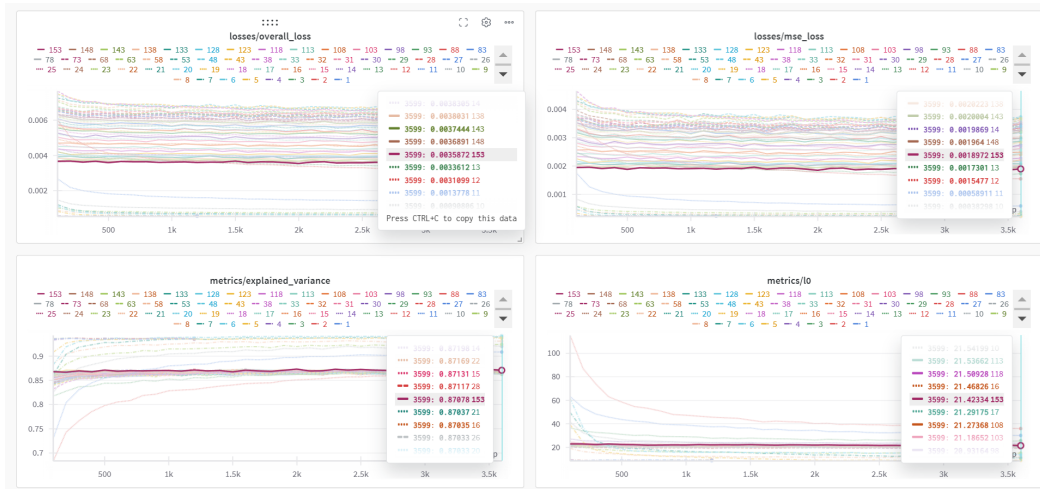 losses/overall_loss
153 148 143 138 133 128 123 118 113 108 103 98 93 88 83
78 73 68 63 58 53 48 43 38 33 32 31 30 29 28 27 26
25 24 23 22 21 20 19 18 17 16 15 14 13 12 11 10 9
8 7 6 5 4 3 2 1
0.006
0.004
0.002
3599: 0.0038031 138
3599: 0.0037444 143
3599: 0.0036891 148
3599: 0.0035872 153
3599: 0.0033612 13
3599: 0.0031099 12
3599: 0.0013778 11
Press CTRL+C to copy this data
500 1k 1.5k 2k 2.5k 3k 3.5k
losses/mse_loss
153 148 143 138 133 128 123 118 113 108 103 98 93 88 83
78 73 68 63 58 53 48 43 38 33 32 31 30 29 28 27 26
25 24 23 22 21 20 19 18 17 16 15 14 13 12 11 10 9
8 7 6 5 4 3 2 1
0.004
0.003
0.002
0.001
3599: 0.0020004 143
3599: 0.0019869 14
3599: 0.001964 148
3599: 0.0018972 153
3599: 0.0017301 13
3599: 0.0015477 12
3599: 0.00058911 11
500 1k 1.5k 2k 2.5k 3k 3.5k
metrics/explained_variance
153 148 143 138 133 128 123 118 113 108 103 98 93 88 83
78 73 68 63 58 53 48 43 38 33 32 31 30 29 28 27 26
25 24 23 22 21 20 19 18 17 16 15 14 13 12 11 10 9
8 7 6 5 4 3 2 1
0.9
0.85
0.8
0.75
0.7
3599: 0.87169 22
3599: 0.87131 15
3599: 0.87117 28
3599: 0.87078 153
3599: 0.87037 21
3599: 0.87035 16
3599: 0.87033 26
500 1k 1.5k 2k 2.5k 3k 3.5k
metrics/l0
153 148 143 138 133 128 123 118 113 108 103 98 93 88 83
78 73 68 63 58 53 48 43 38 33 32 31 30 29 28 27 26
25 24 23 22 21 20 19 18 17 16 15 14 13 12 11 10 9
8 7 6 5 4 3 2 1
100
80
60
40
20
3599: 21.53662 113
3599: 21.50928 118
3599: 21.46826 16
3599: 21.42334 153
3599: 21.29175 17
3599: 21.27368 108
3599: 21.18652 103
500 1k 1.5k 2k 2.5k 3k 3.5k